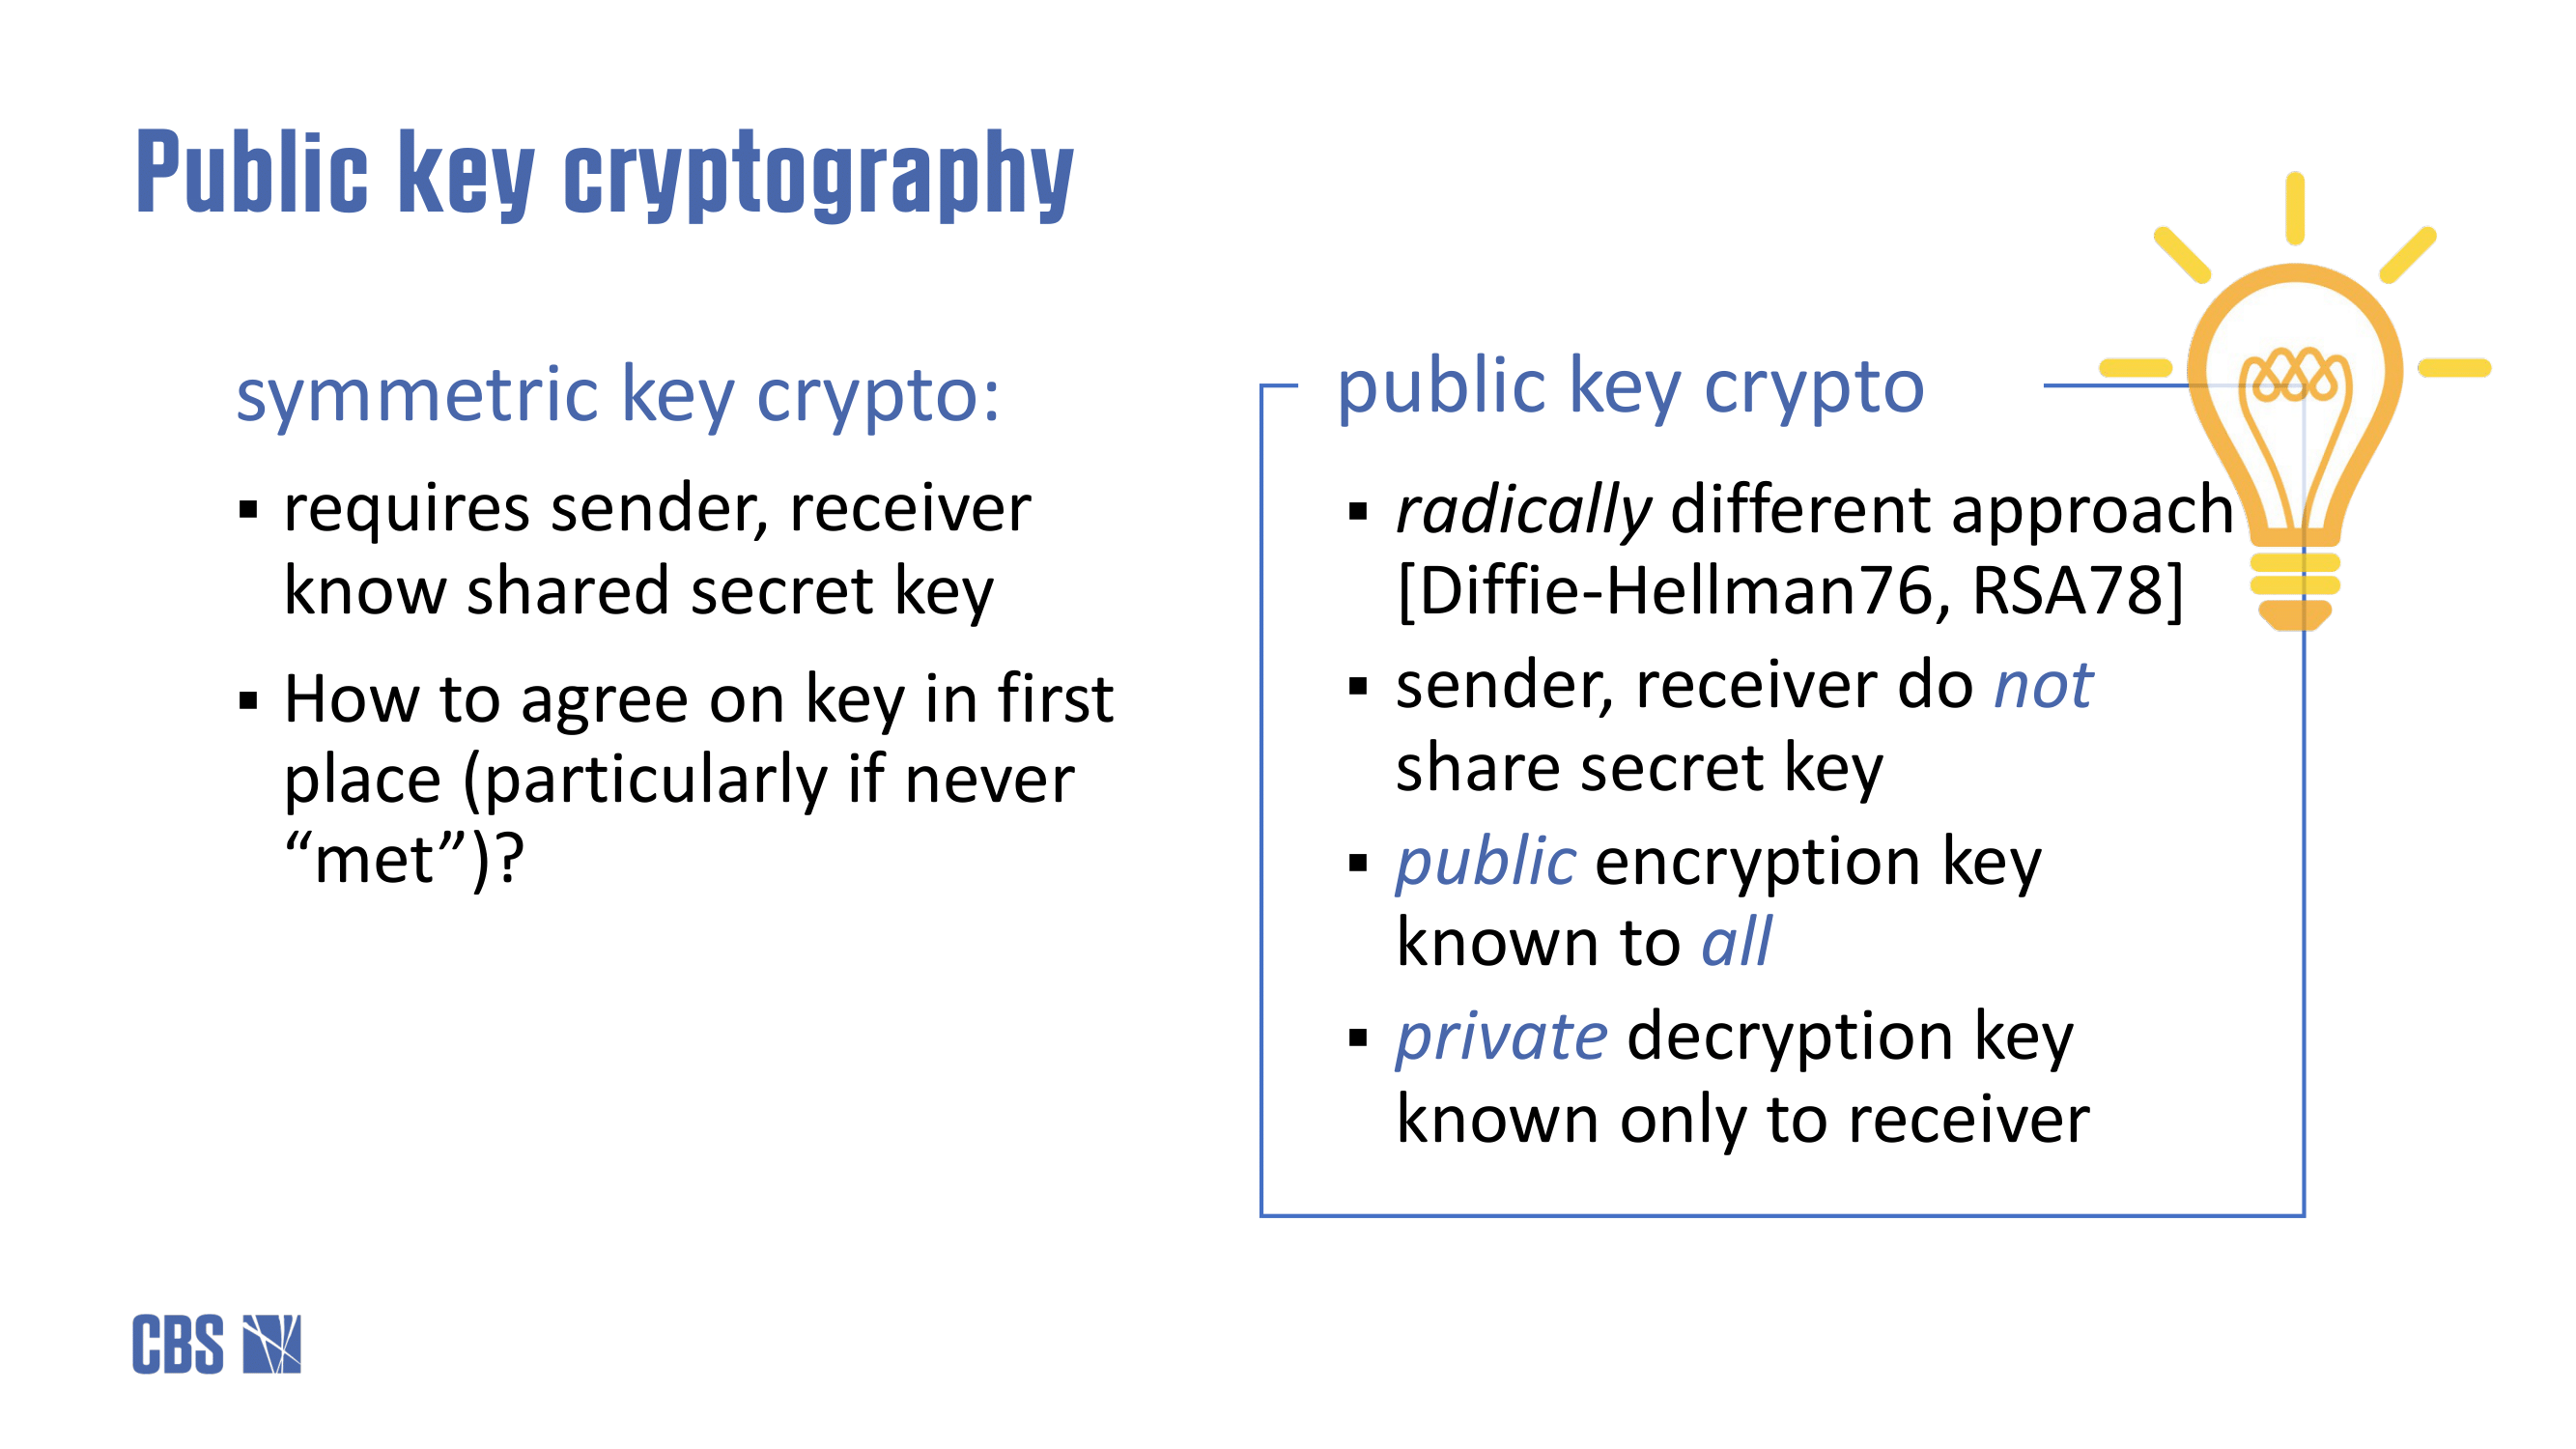 Public key cryptography
symmetric key crypto:
▪ requires sender, receiver
know shared secret key
▪ How to agree on key in first
place (particularly if never
“met”)?
public key crypto
▪ radically different approach
[Diffie-Hellman76, RSA78]
▪ sender, receiver do not
share secret key
▪ public encryption key
known to all
▪ private decryption key
known only to receiver
CBS